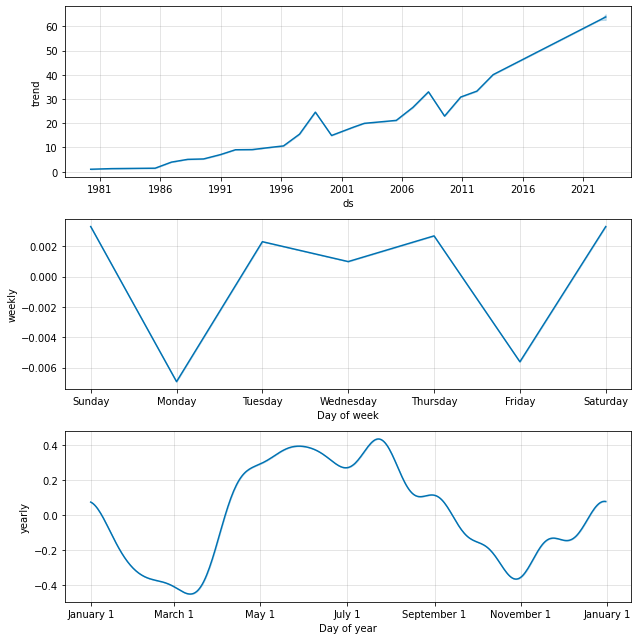 60
50
40
30
20
10
0
trend
1981 1986 1991 1996 2001 2006 2011 2016 2021
ds
0.002
0.000
−0.002
−0.004
−0.006
weekly
Sunday Monday Tuesday Wednesday Thursday Friday Saturday
Day of week
0.4
0.2
0.0
−0.2
−0.4
yearly
January 1 March 1 May 1 July 1 September 1 November 1 January 1
Day of year